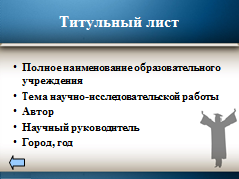 Титульный лист
• Полное наименование образовательного
учреждения
• Тема научно-исследовательской работы
• Автор
• Научный руководитель
• Город, год